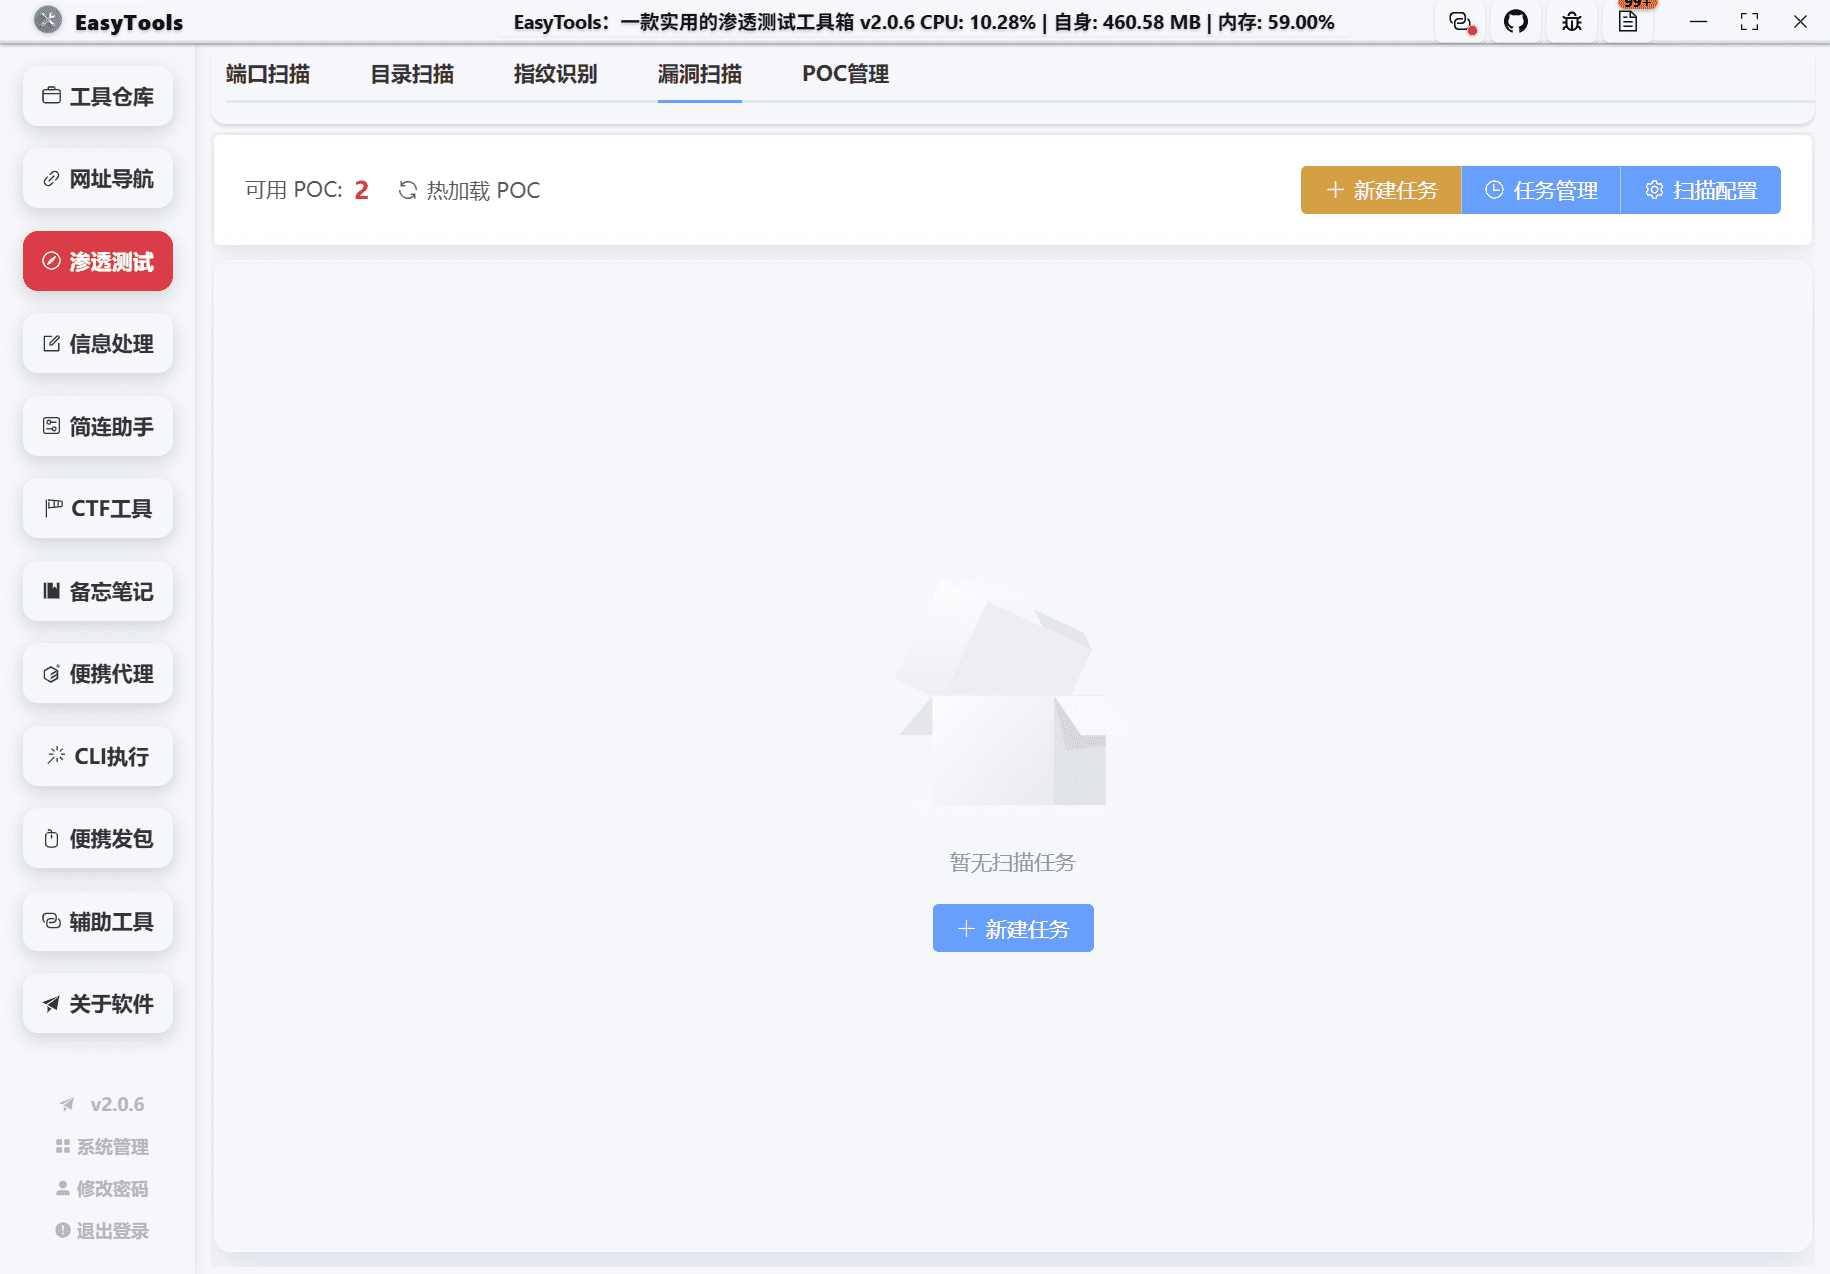 EasyTools
EasyTools：一款实用的渗透测试工具箱 v2.0.6 CPU: 10.28% | 自身: 460.58 MB | 内存: 59.00%
99+
工具仓库
网址导航
渗透测试
信息处理
简连助手
CTF工具
备忘笔记
便携代理
CLI执行
便携发包
辅助工具
关于软件
v2.0.6
系统管理
修改密码
退出登录
端口扫描 目录扫描 指纹识别 漏洞扫描 POC管理
可用 POC: 2 热加载 POC 新建任务 任务管理 扫描配置
暂无扫描任务
新建任务